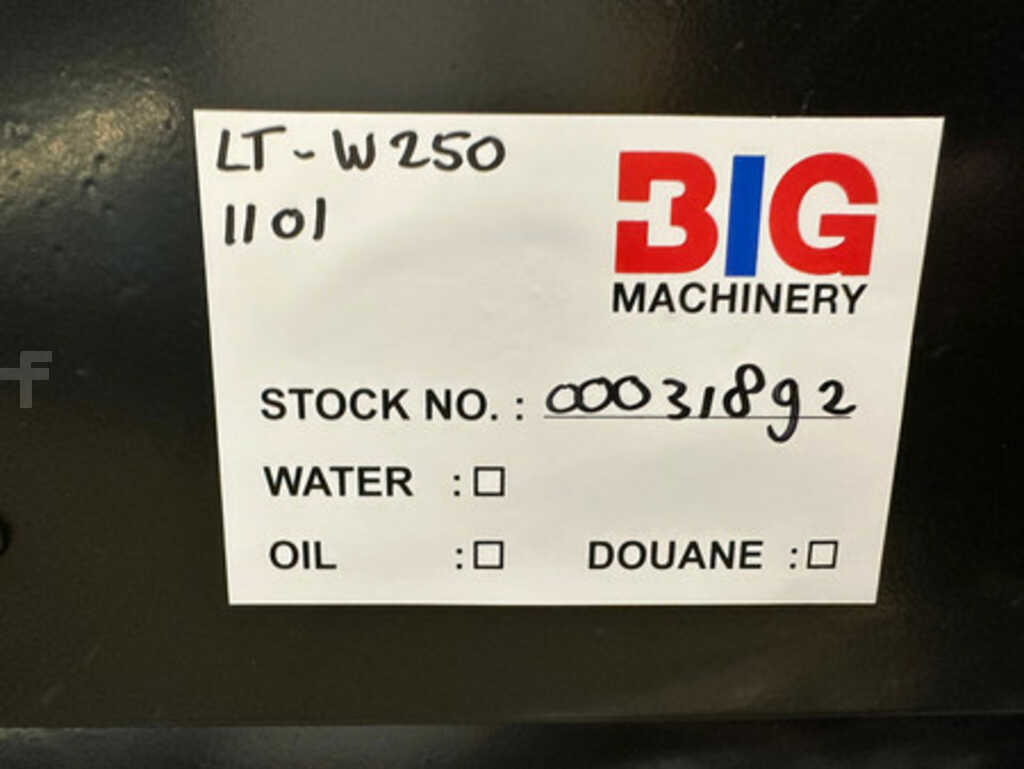 LT-W250
1101
BIG
MACHINERY
STOCK NO. : 00031892
WATER : ☐
OIL : ☐ DOUANE : ☐